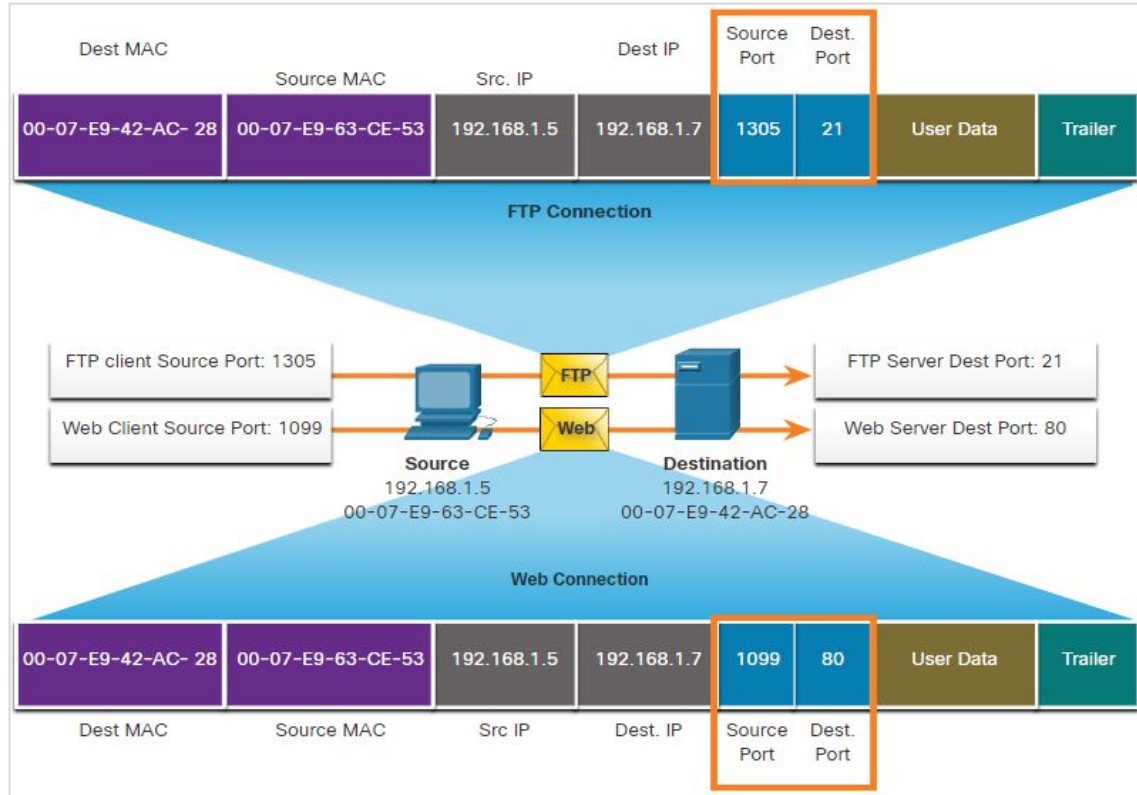 Dest MAC
Source MAC
Src. IP
Dest IP
Source
Port
Dest.
Port
00-07-E9-42-AC- 28 00-07-E9-63-CE-53 192.168.1.5 192.168.1.7 1305 21 User Data Trailer
FTP Connection
FTP client Source Port: 1305
FTP
FTP Server Dest Port: 21
Web Client Source Port: 1099
Web
Web Server Dest Port: 80
Source
192.168.1.5
00-07-E9-63-CE-53
Destination
192.168.1.7
00-07-E9-42-AC-28
Web Connection
00-07-E9-42-AC- 28 00-07-E9-63-CE-53 192.168.1.5 192.168.1.7 1099 80 User Data Trailer
Dest MAC
Source MAC
Src IP
Dest. IP
Source
Port
Dest.
Port